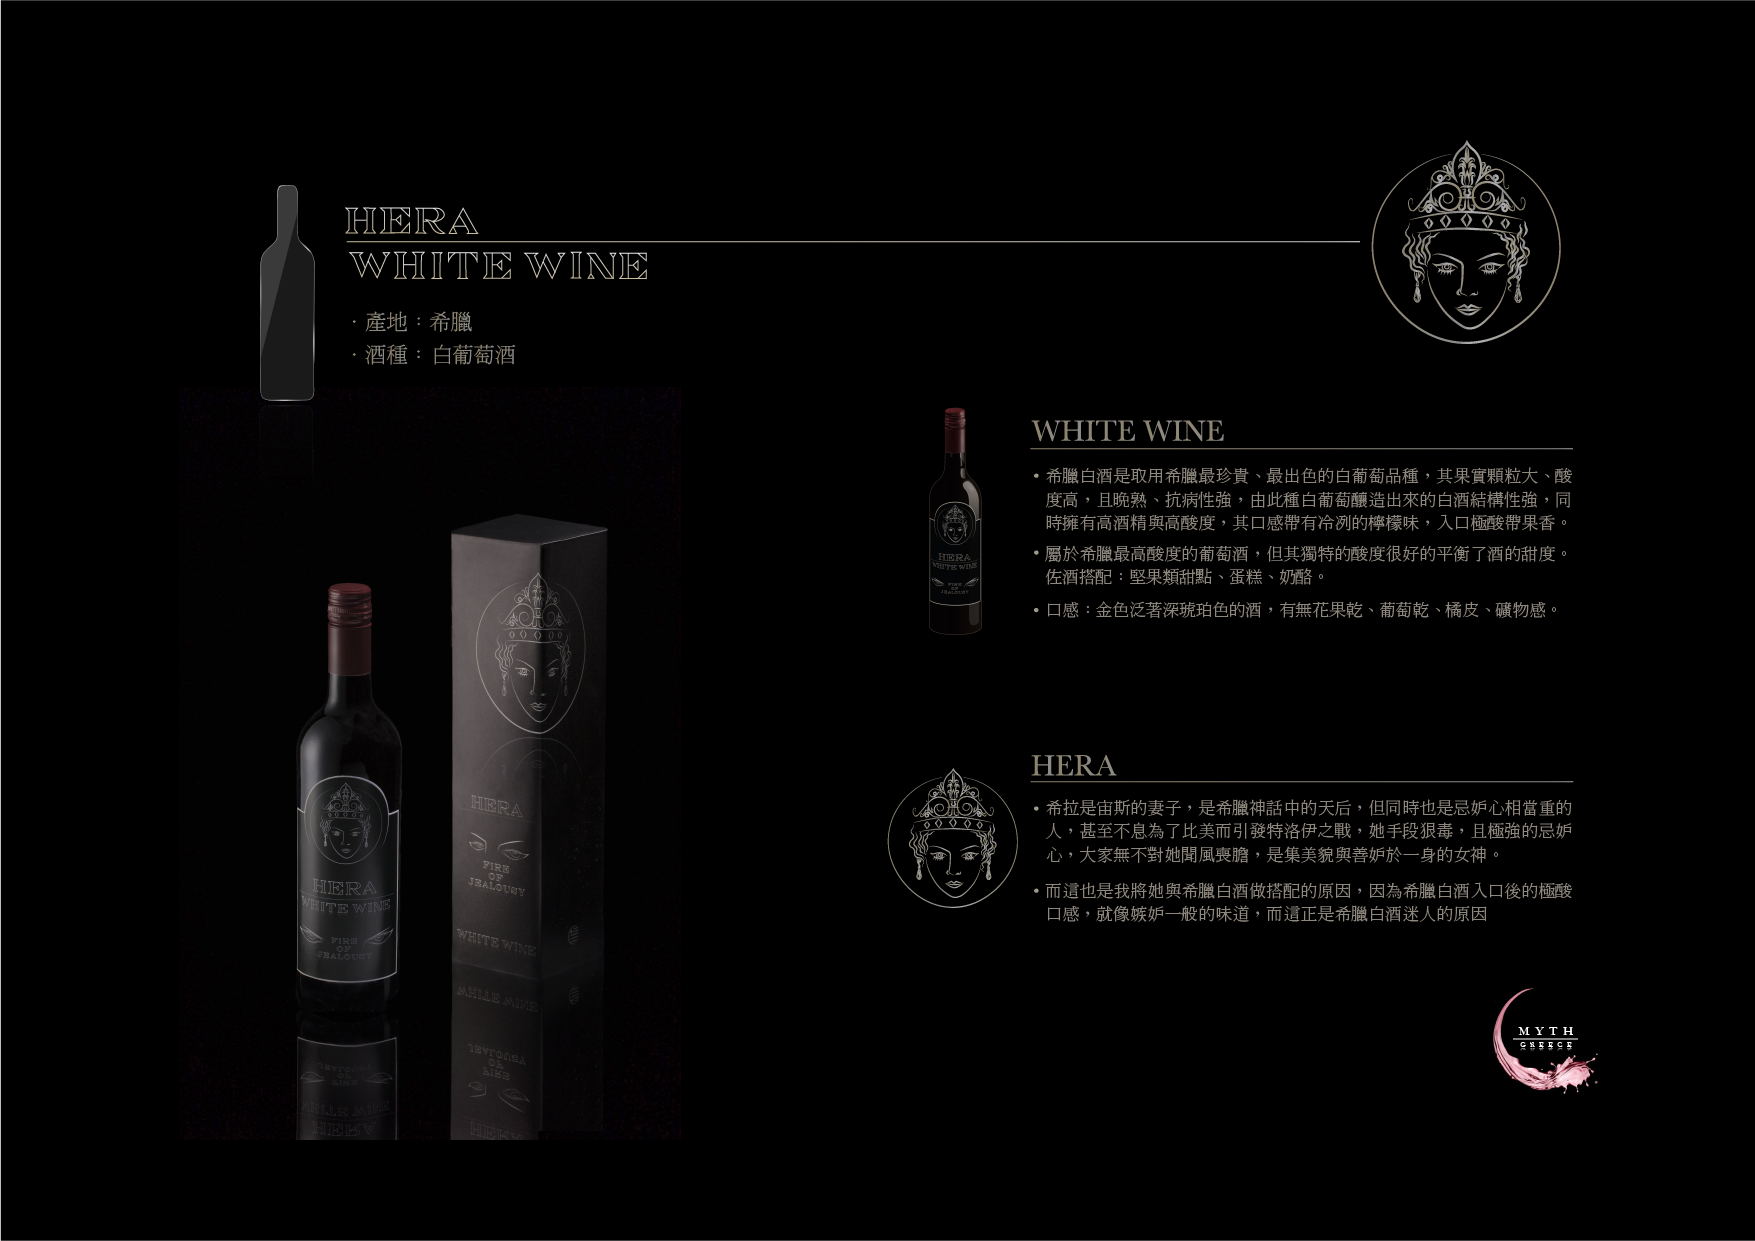 HERA
WHITE WINE
· 產地：希臘
· 酒種：白葡萄酒
WHITE WINE
• 希臘白酒是取用希臘最珍貴、最出色的白葡萄品種，其果實顆粒大、酸
度高，且晚熟、抗病性強，由此種白葡萄釀造出來的白酒結構性強，同
時擁有高酒精與高酸度，其口感帶有冷冽的檸檬味，入口極酸帶果香。
• 屬於希臘最高酸度的葡萄酒，但其獨特的酸度很好的平衡了酒的甜度。
佐酒搭配：堅果類甜點、蛋糕、奶酪。
• 口感：金色泛著深琥珀色的酒，有無花果乾、葡萄乾、橘皮、礦物感。
HERA
WHITE WINE
FIRE
OF
JEALOUSY
HERA
FIRE
OF
JEALOUSY
WHITE WINE
HERA
WHITE WINE
FIRE
OF
JEALOUSY
HERA
• 希拉是宙斯的妻子，是希臘神話中的天后，但同時也是忌妒心相當重的
人，甚至不息為了比美而引發特洛伊之戰，她手段狠毒，且極強的忌妒
心，大家無不對她聞風喪膽，是集美貌與善妒於一身的女神。
• 而這也是我將她與希臘白酒做搭配的原因，因為希臘白酒入口後的極酸
口感，就像嫉妒一般的味道，而這正是希臘白酒迷人的原因
MYTH
GREECE